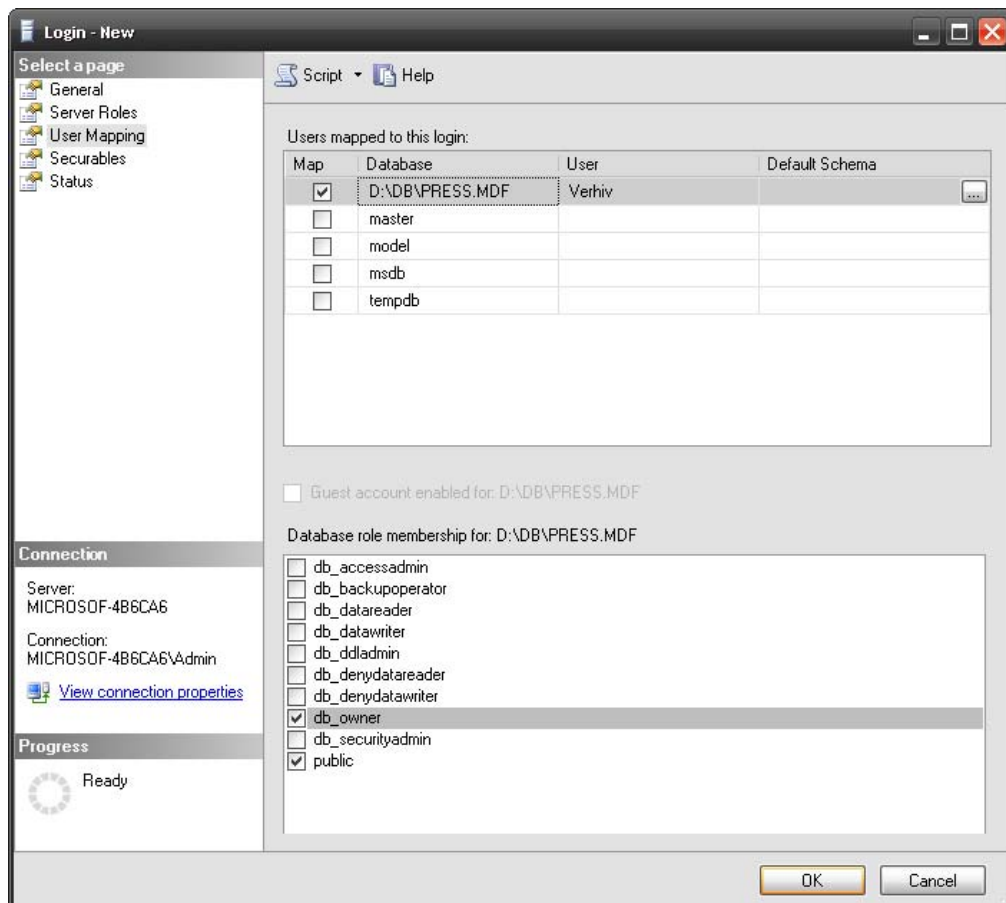 Login - New
Select a page
General
Server Roles
User Mapping
Securables
Status
Script Help
Users mapped to this login:
Map Database User Default Schema
D:\DB\PRESS.MDF Verhiv ...
master
model
msdb
tempdb
Guest account enabled for: D:\DB\PRESS.MDF
Database role membership for: D:\DB\PRESS.MDF
db_accessadmin
db_backupoperator
db_datareader
db_datawriter
db_ddladmin
db_denydatareader
db_denydatawriter
db_owner
db_securityadmin
public
Connection
Server:
MICROSOF-4B6CA6
Connection:
MICROSOF-4B6CA6\Admin
View connection properties
Progress
Ready
OK Cancel